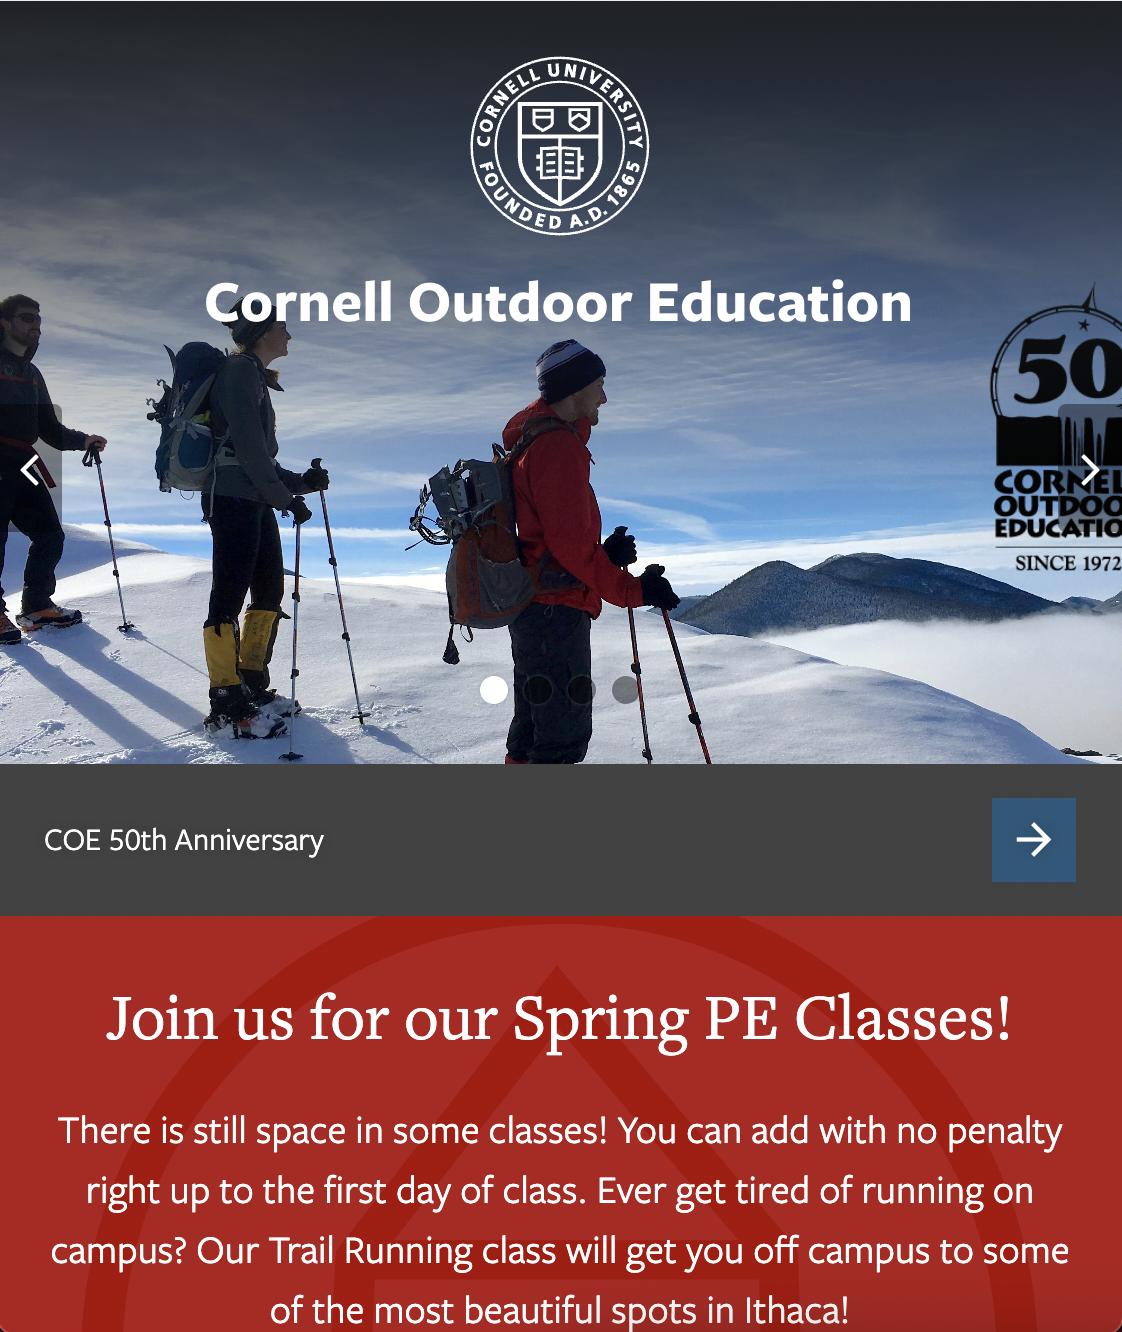 CORNELL UNIVERSITY
FOUNDED A.D. 1865
Cornell Outdoor Education
50
CORNEL
OUTDOO
EDUCATIO
SINCE 1972
COE 50th Anniversary
Join us for our Spring PE Classes!
There is still space in some classes! You can add with no penalty
right up to the first day of class. Ever get tired of running on
campus? Our Trail Running class will get you off campus to some
of the most beautiful spots in Ithaca!